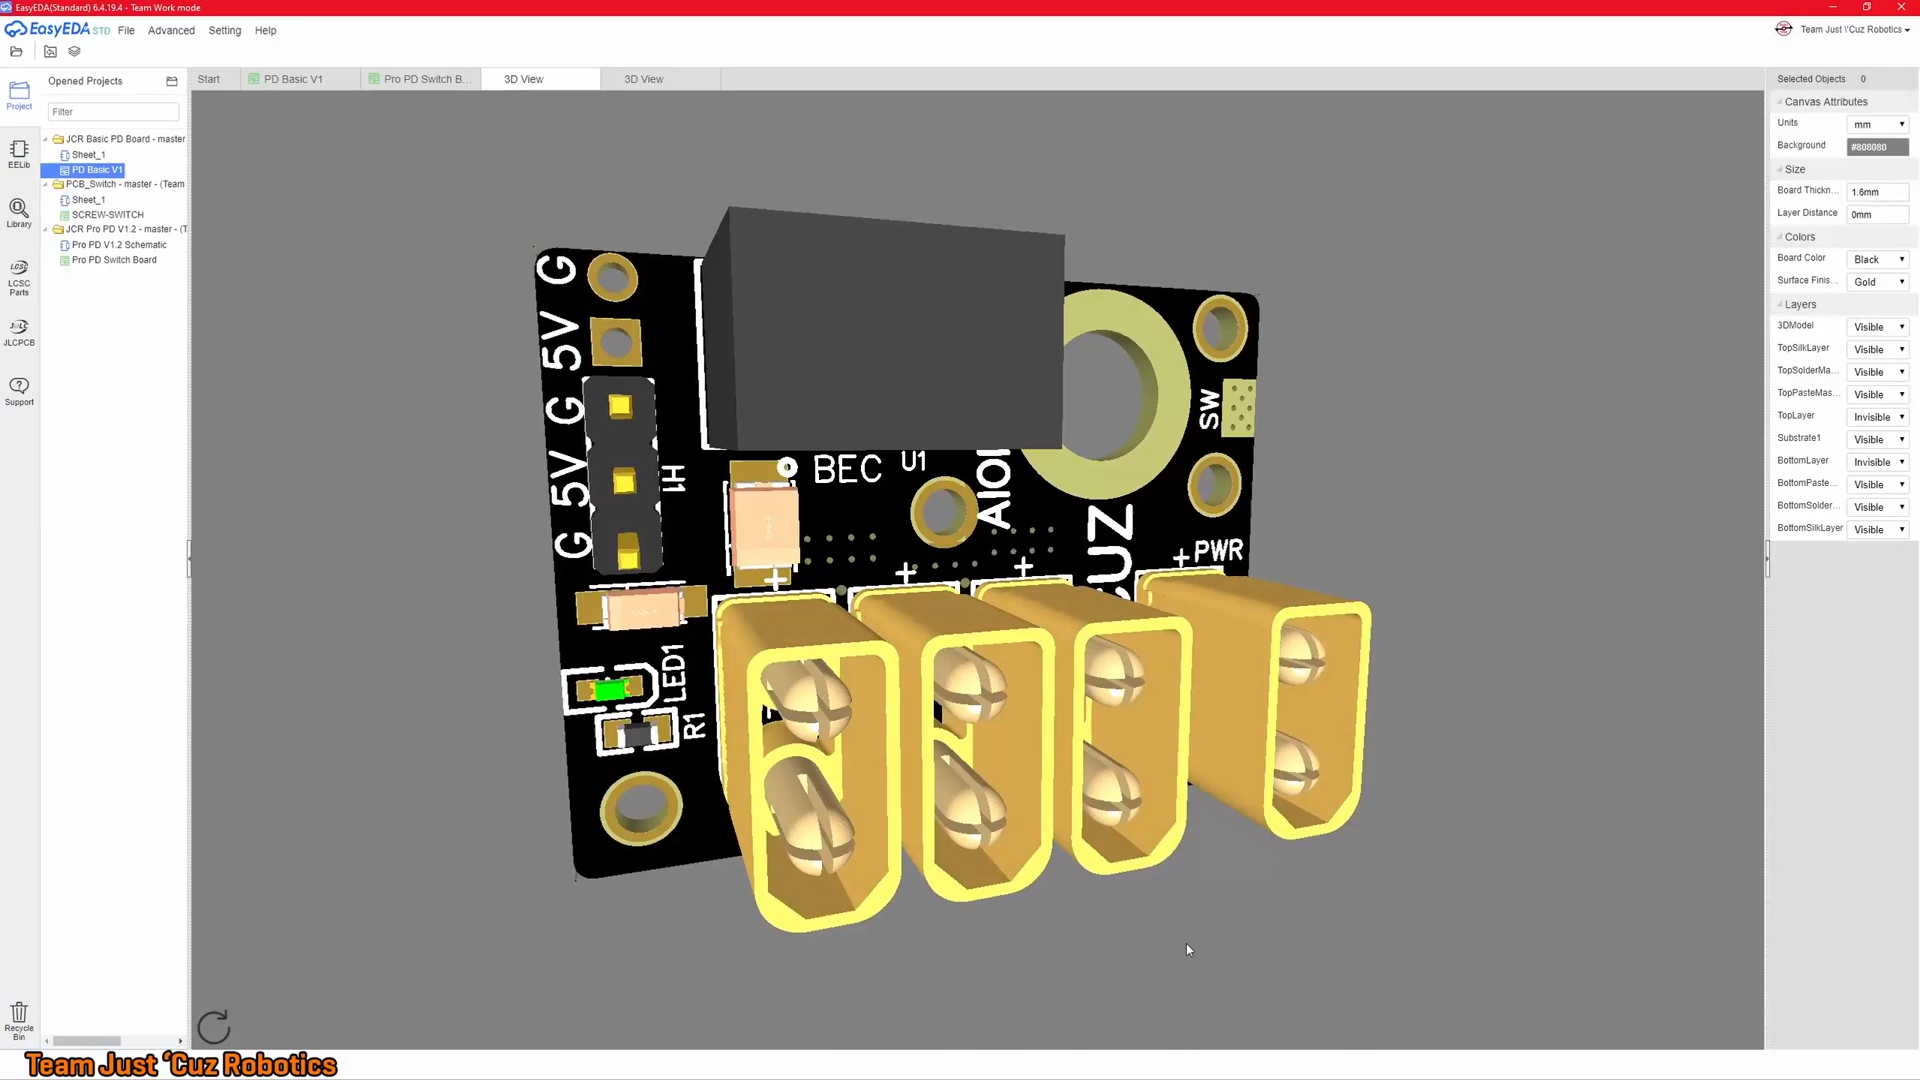 EasyEDA(Standard) 6.4.19.4 - Team Work mode
EasyEDA STD File Advanced Setting Help
Team Just \'Cuz Robotics
Start PD Basic V1 Pro PD Switch B... 3D View 3D View
Project
EELib
Library
LCSC Parts
JLCPCB
Support
Recycle Bin
Opened Projects
Filter
JCR Basic PD Board - master
Sheet_1
PD Basic V1
PCB_Switch - master - (Team
Sheet_1
SCREW-SWITCH
JCR Pro PD V1.2 - master - (T
Pro PD V1.2 Schematic
Pro PD Switch Board
G
5V
G
5V
G
H1
BEC U1
SW
CUZ
+ PWR
+ + +
LED1
R1
Selected Objects 0
Canvas Attributes
Units mm
Background #808080
Size
Board Thickn... 1.6mm
Layer Distance 0mm
Colors
Board Color Black
Surface Finis... Gold
Layers
3DModel Visible
TopSilkLayer Visible
TopSolderMa... Visible
TopPasteMas... Visible
TopLayer Invisible
Substrate1 Visible
BottomLayer Invisible
BottomPaste... Visible
BottomSolder... Visible
BottomSilkLayer Visible
Team Just ‘Cuz Robotics